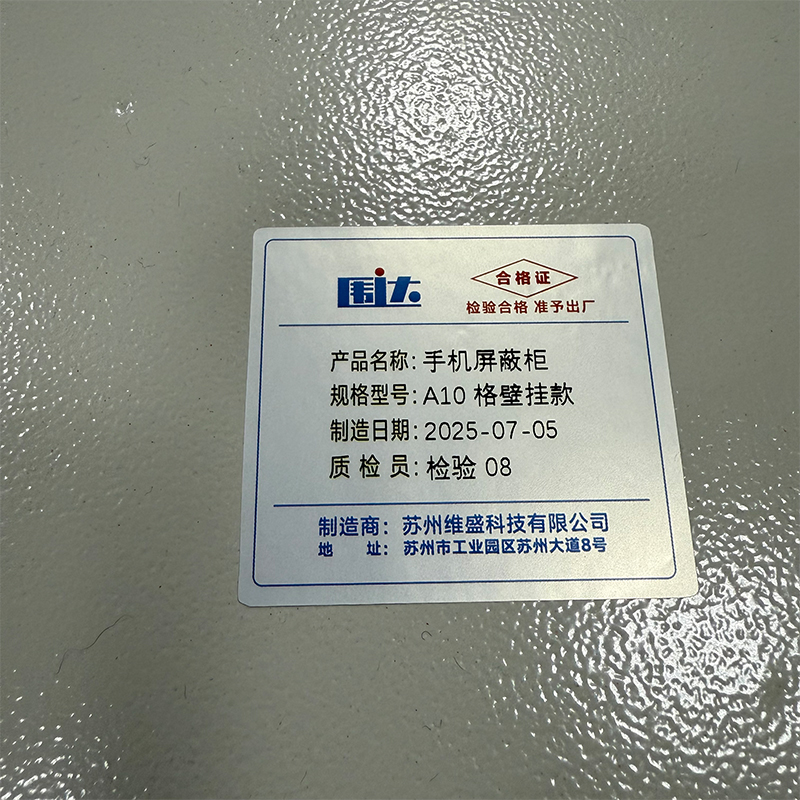 围达
合格证
检验合格 准予出厂
产品名称: 手机屏蔽柜
规格型号: A10 格壁挂款
制造日期: 2025-07-05
质 检 员: 检验 08
制造商: 苏州维盛科技有限公司
地 址: 苏州市工业园区苏州大道8号